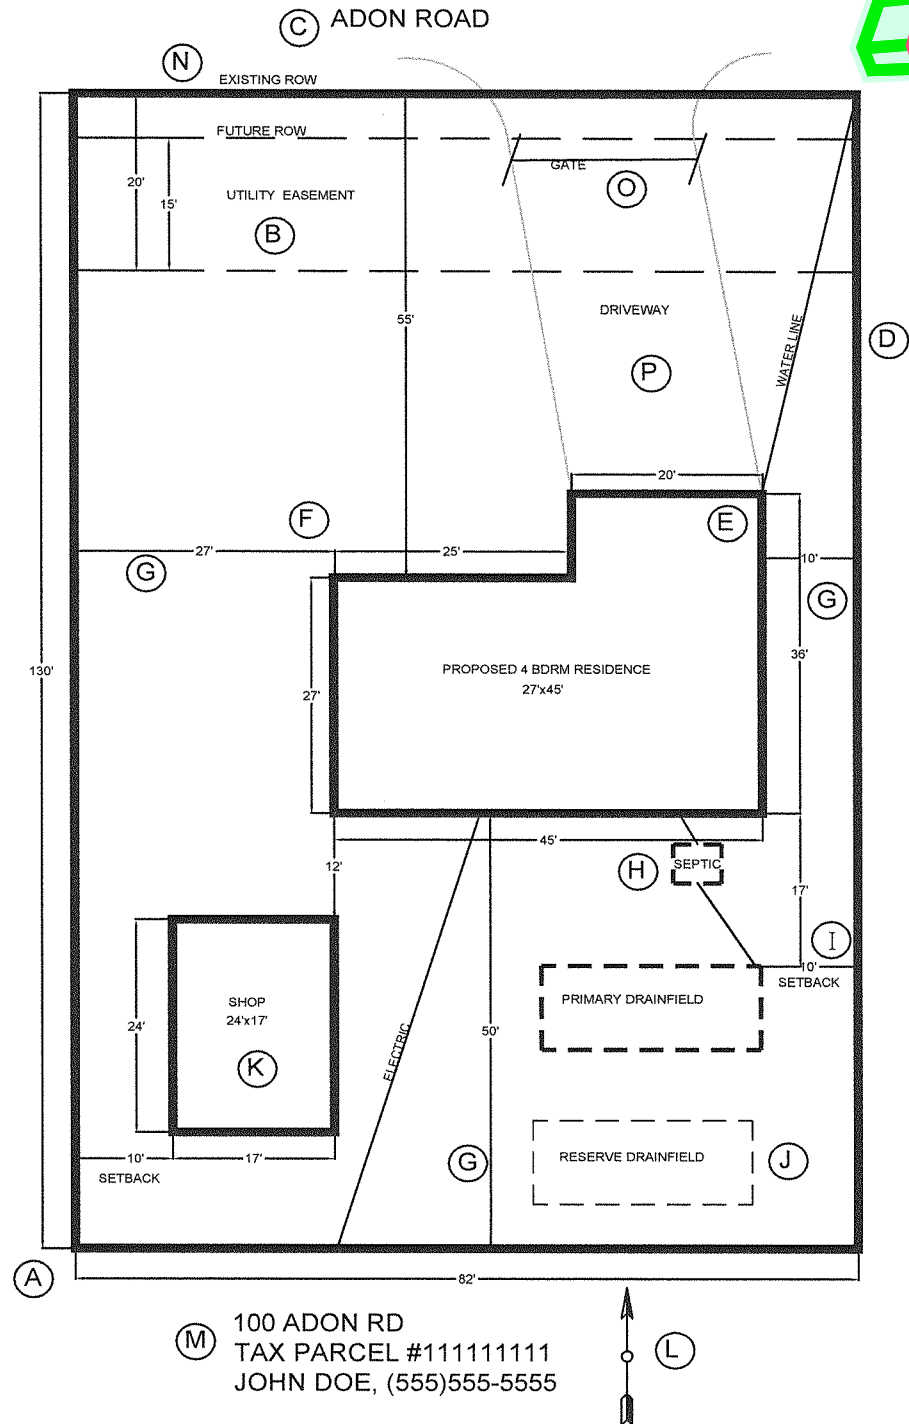 C ADON ROAD
N
EXISTING ROW
FUTURE ROW
GATE
O
20'
15'
UTILITY EASEMENT
B
DRIVEWAY
55'
WATER LINE
D
P
20'
F
E
27'
25'
10'
G
G
130'
36'
PROPOSED 4 BDRM RESIDENCE
27'x45'
27'
45'
12'
H
SEPTIC
17'
I
10'
SETBACK
PRIMARY DRAINFIELD
SHOP
24'x17'
24'
K
ELECTRIC
50'
10'
17'
SETBACK
G
RESERVE DRAINFIELD
J
A
82'
M
100 ADON RD
TAX PARCEL #111111111
JOHN DOE, (555)555-5555
L